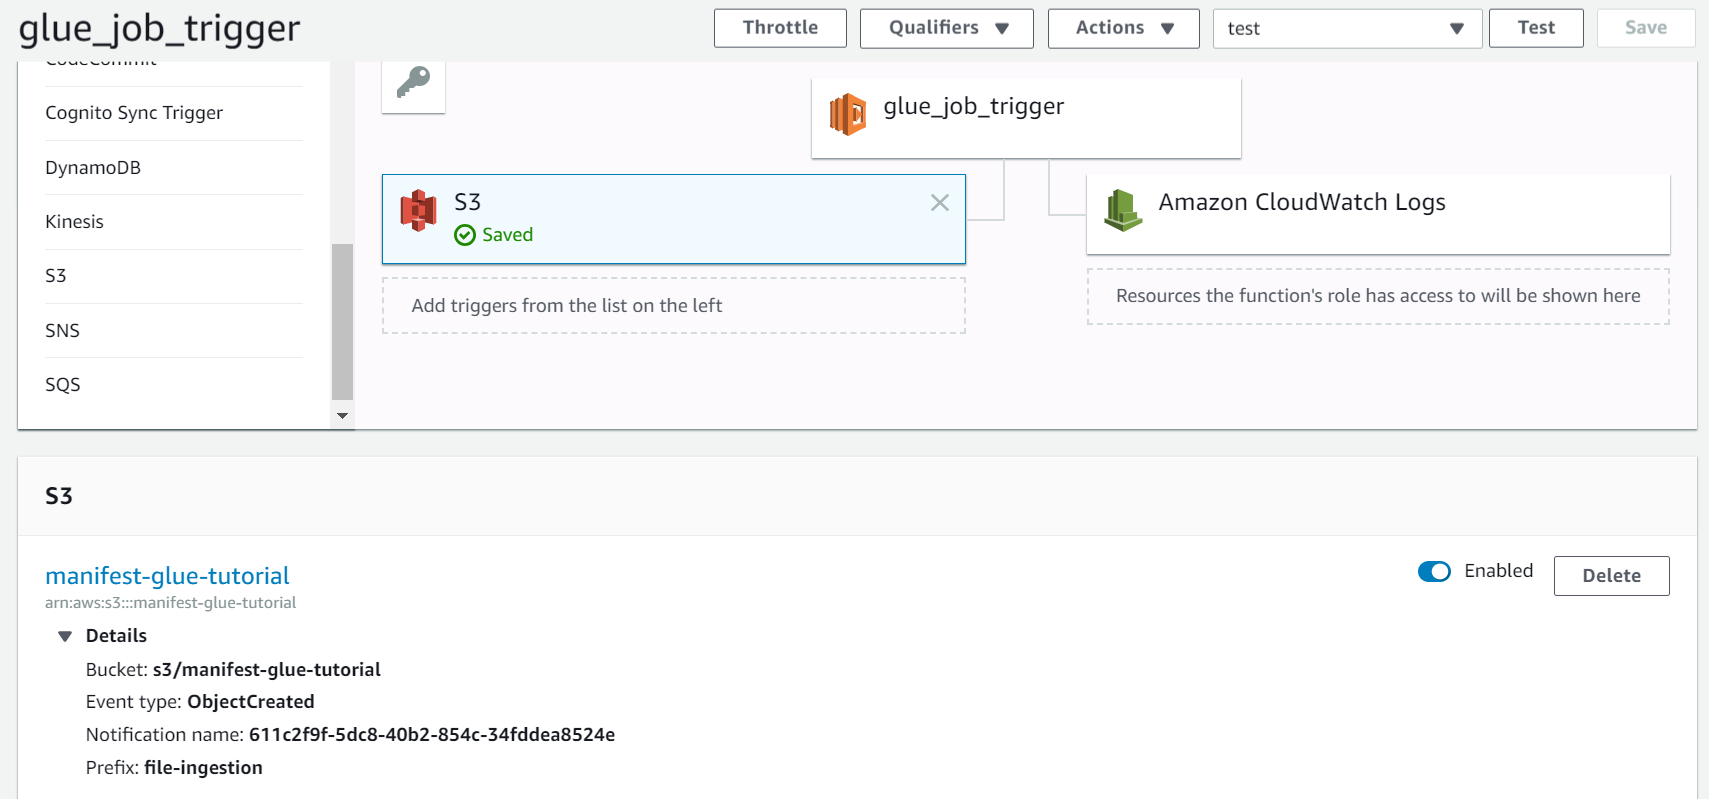 glue_job_trigger
Throttle
Qualifiers
Actions
test
Test
Save
CodeCommit
Cognito Sync Trigger
DynamoDB
Kinesis
S3
SNS
SQS
glue_job_trigger
S3
Saved
Add triggers from the list on the left
Amazon CloudWatch Logs
Resources the function's role has access to will be shown here
S3
manifest-glue-tutorial
arn:aws:s3:::manifest-glue-tutorial
Enabled
Delete
Details
Bucket: s3/manifest-glue-tutorial
Event type: ObjectCreated
Notification name: 611c2f9f-5dc8-40b2-854c-34fddea8524e
Prefix: file-ingestion